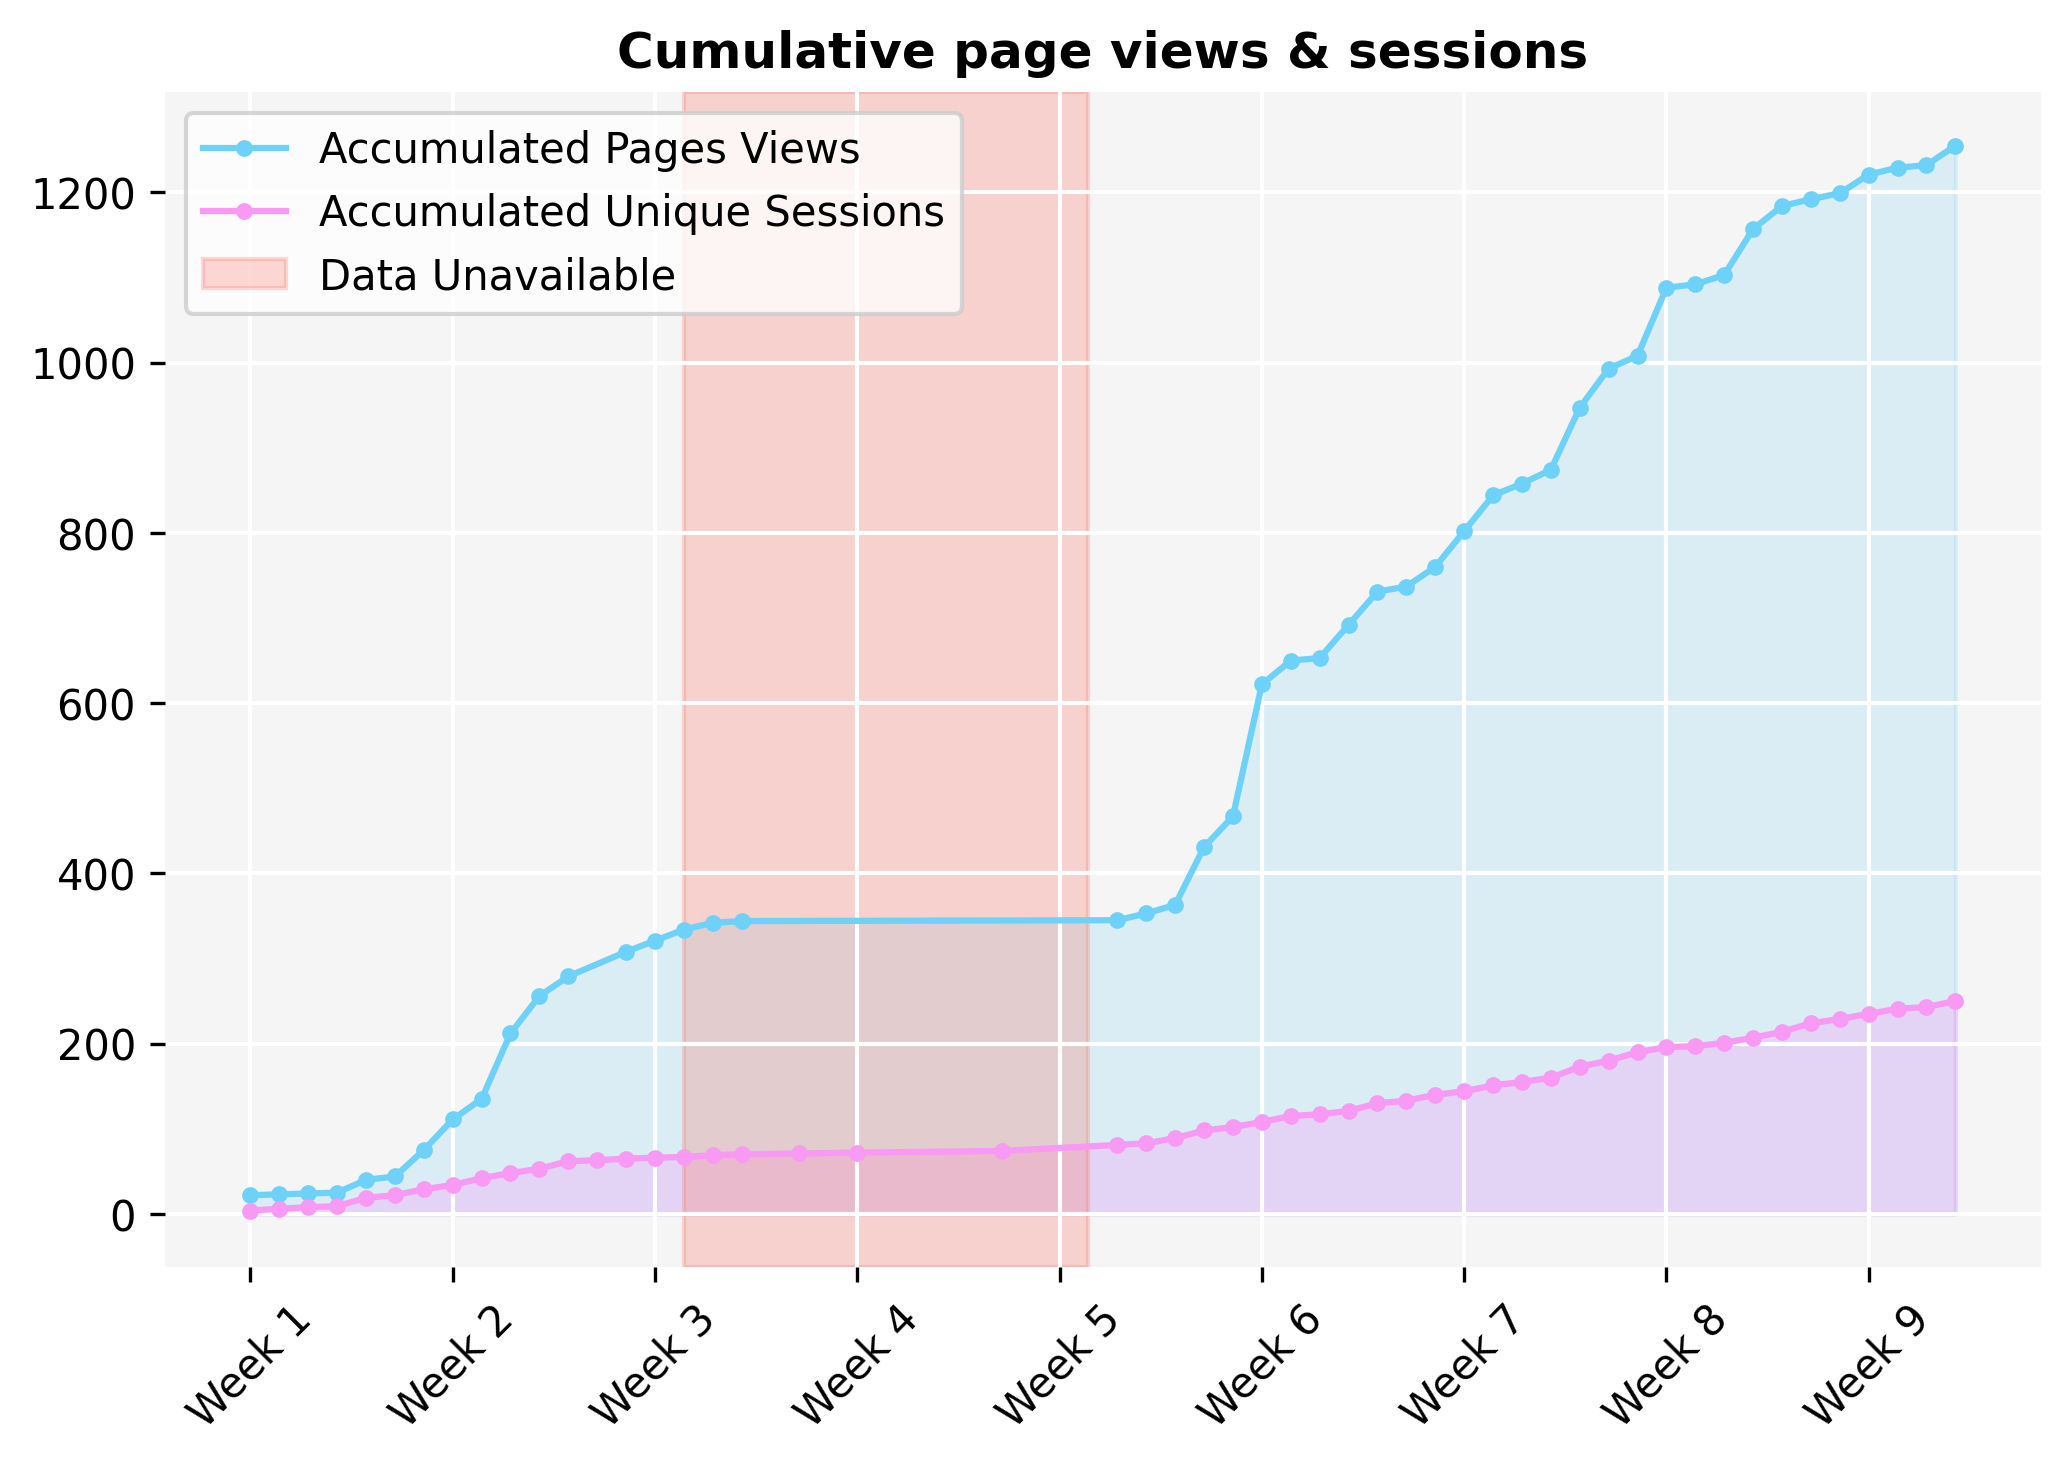 Cumulative page views & sessions
Accumulated Pages Views
Accumulated Unique Sessions
Data Unavailable
1200
1000
800
600
400
200
0
Week 1
Week 2
Week 3
Week 4
Week 5
Week 6
Week 7
Week 8
Week 9